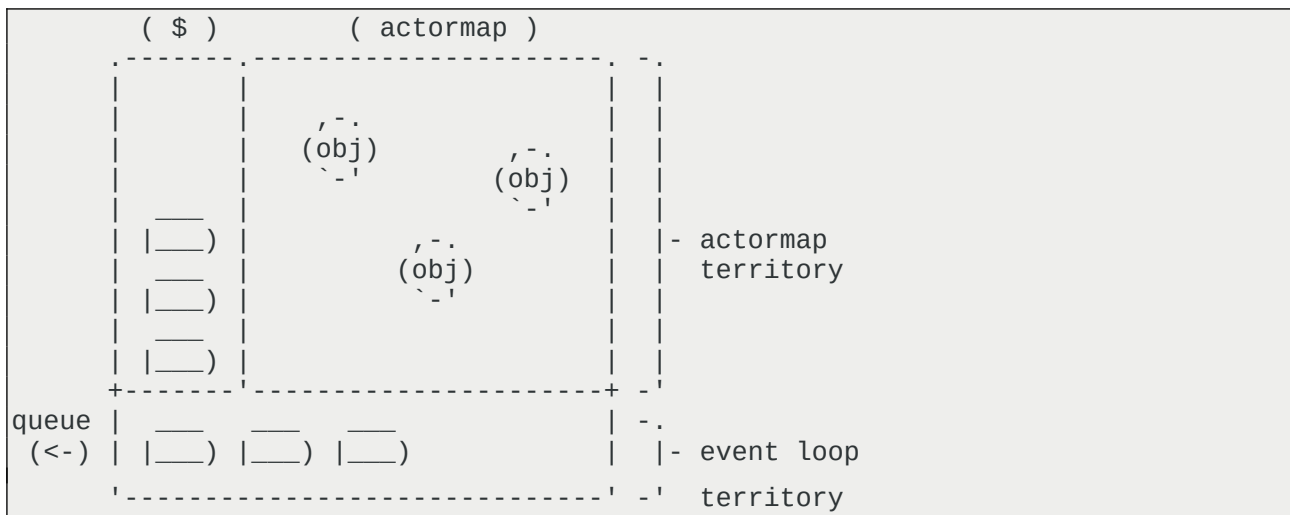 ( $ ) ( actormap )
(obj)
(obj)
(obj)
|- actormap
territory
queue
(<-)
|- event loop
territory